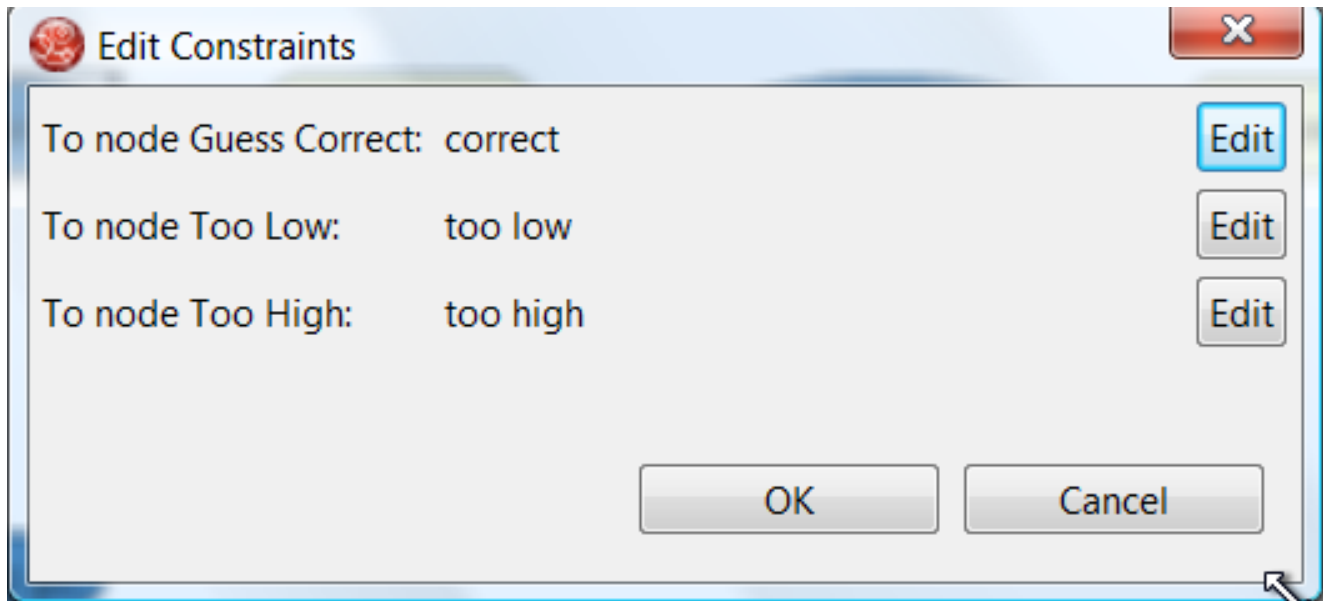 Edit Constraints
To node Guess Correct: correct Edit
To node Too Low: too low Edit
To node Too High: too high Edit
OK Cancel